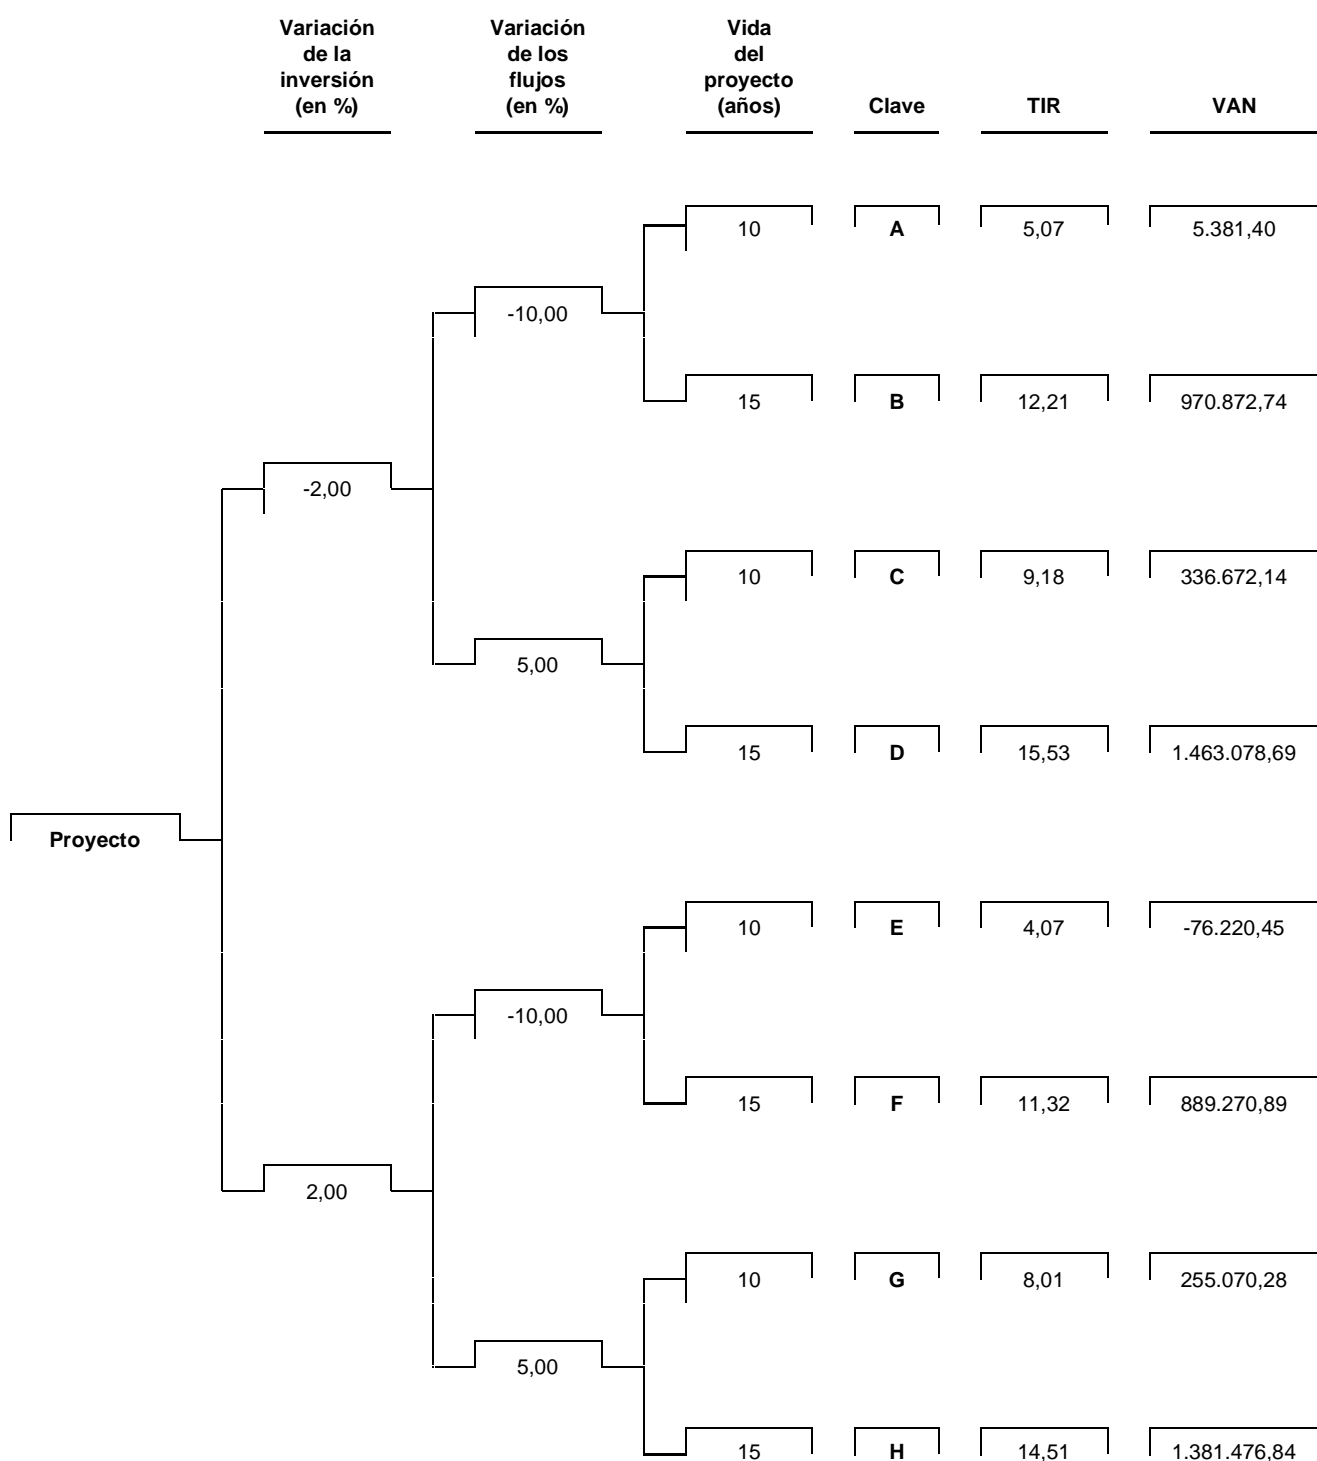 Variación
de la
inversión
(en %)
Variación
de los
flujos
(en %)
Vida
del
proyecto
(años)
Clave
TIR
VAN
10 A 5,07 5.381,40
-10,00
15 B 12,21 970.872,74
-2,00
10 C 9,18 336.672,14
5,00
15 D 15,53 1.463.078,69
Proyecto
10 E 4,07 -76.220,45
-10,00
15 F 11,32 889.270,89
2,00
10 G 8,01 255.070,28
5,00
15 H 14,51 1.381.476,84